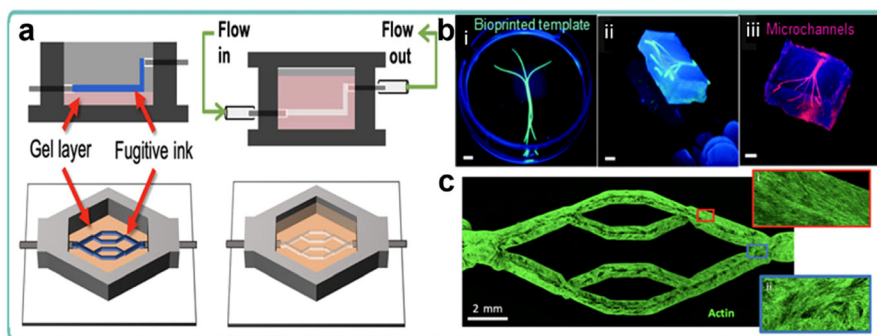 a
Flow
in
Flow
out
Gel layer
Fugitive ink
b
Bioprinted template
i
ii
iii
Microchannels
c
i
ii
2 mm
Actin